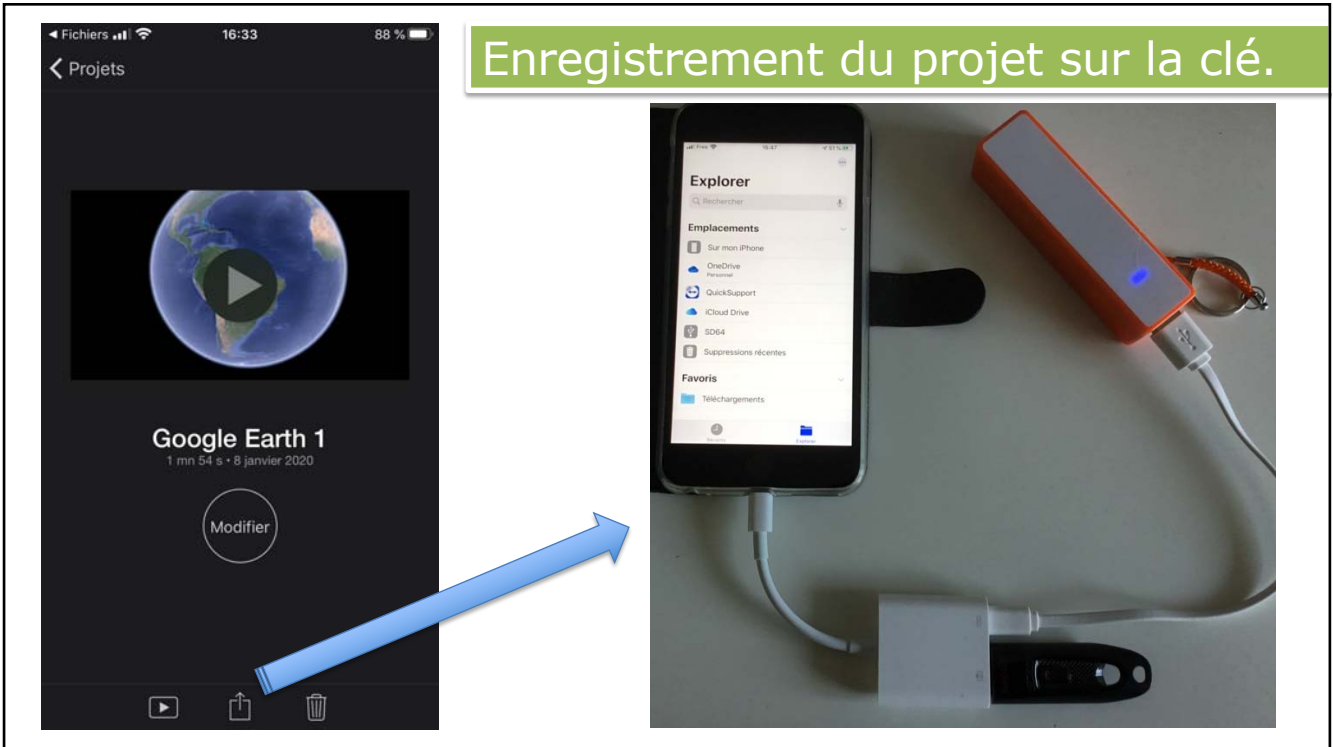 Enregistrement du projet sur la clé.
Fichiers 16:33 88 %
Projets
Google Earth 1
1 mn 54 s • 8 janvier 2020
Modifier
16:47
Explorer
Rechercher
Emplacements
Sur mon iPhone
OneDrive
Personnel
QuickSupport
iCloud Drive
SD64
Suppressions récentes
Favoris
Téléchargements
Explorer